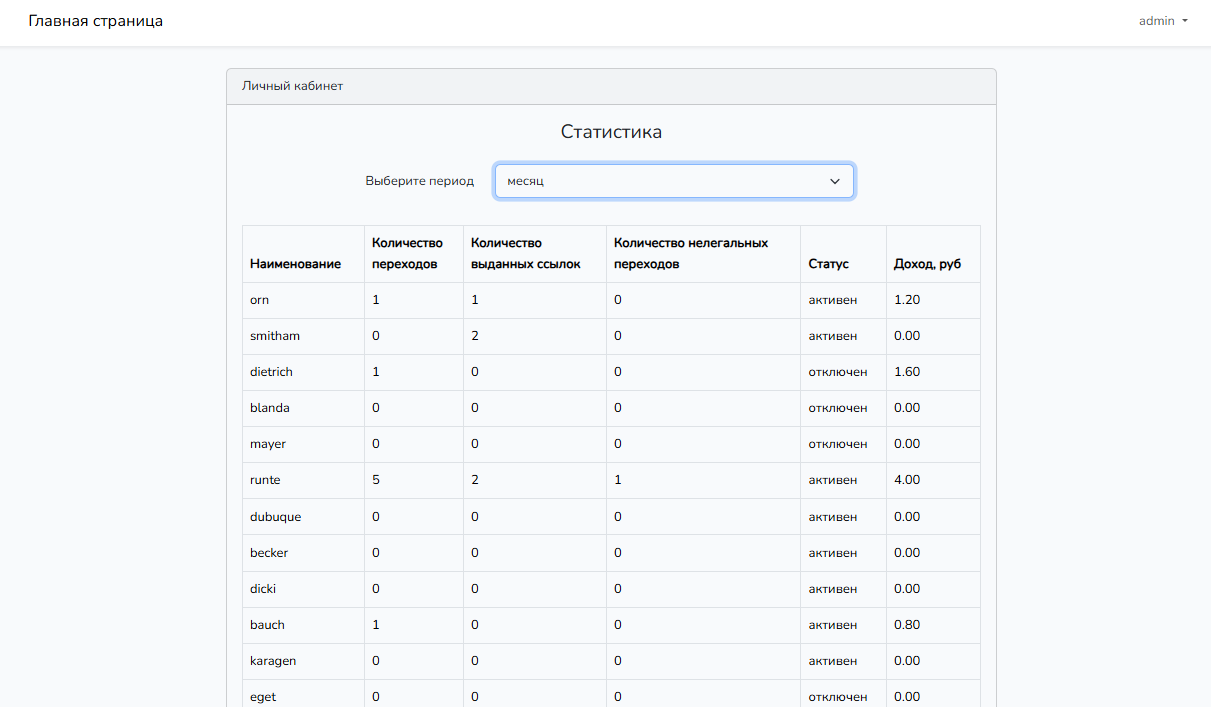 Главная страница
admin
Личный кабинет
Статистика
Выберите период
месяц
Наименование Количество переходов Количество выданных ссылок Количество нелегальных переходов Статус Доход, руб
orn 1 1 0 активен 1.20
smitham 0 2 0 активен 0.00
dietrich 1 0 0 отключен 1.60
blanda 0 0 0 отключен 0.00
mayer 0 0 0 отключен 0.00
runte 5 2 1 активен 4.00
dubuque 0 0 0 активен 0.00
becker 0 0 0 активен 0.00
dicki 0 0 0 активен 0.00
bauch 1 0 0 активен 0.80
karagen 0 0 0 активен 0.00
eget 0 0 0 отключен 0.00